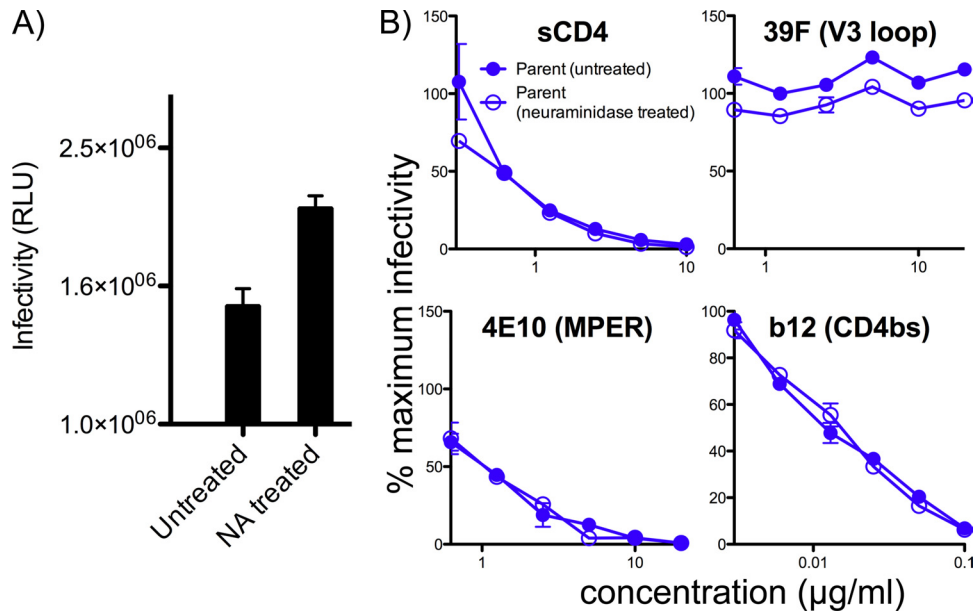 A)
Infectivity (RLU)
2.5×10⁰⁶
1.6×10⁰⁶
1.0×10⁰⁶
Untreated
NA treated
B)
% maximum infectivity
sCD4
Parent (untreated)
Parent
(neuraminidase treated)
150
100
50
0
1
10
39F (V3 loop)
150
100
50
0
1
10
4E10 (MPER)
150
100
50
0
1
10
b12 (CD4bs)
100
80
60
40
20
0
0.01
0.1
concentration (µg/ml)